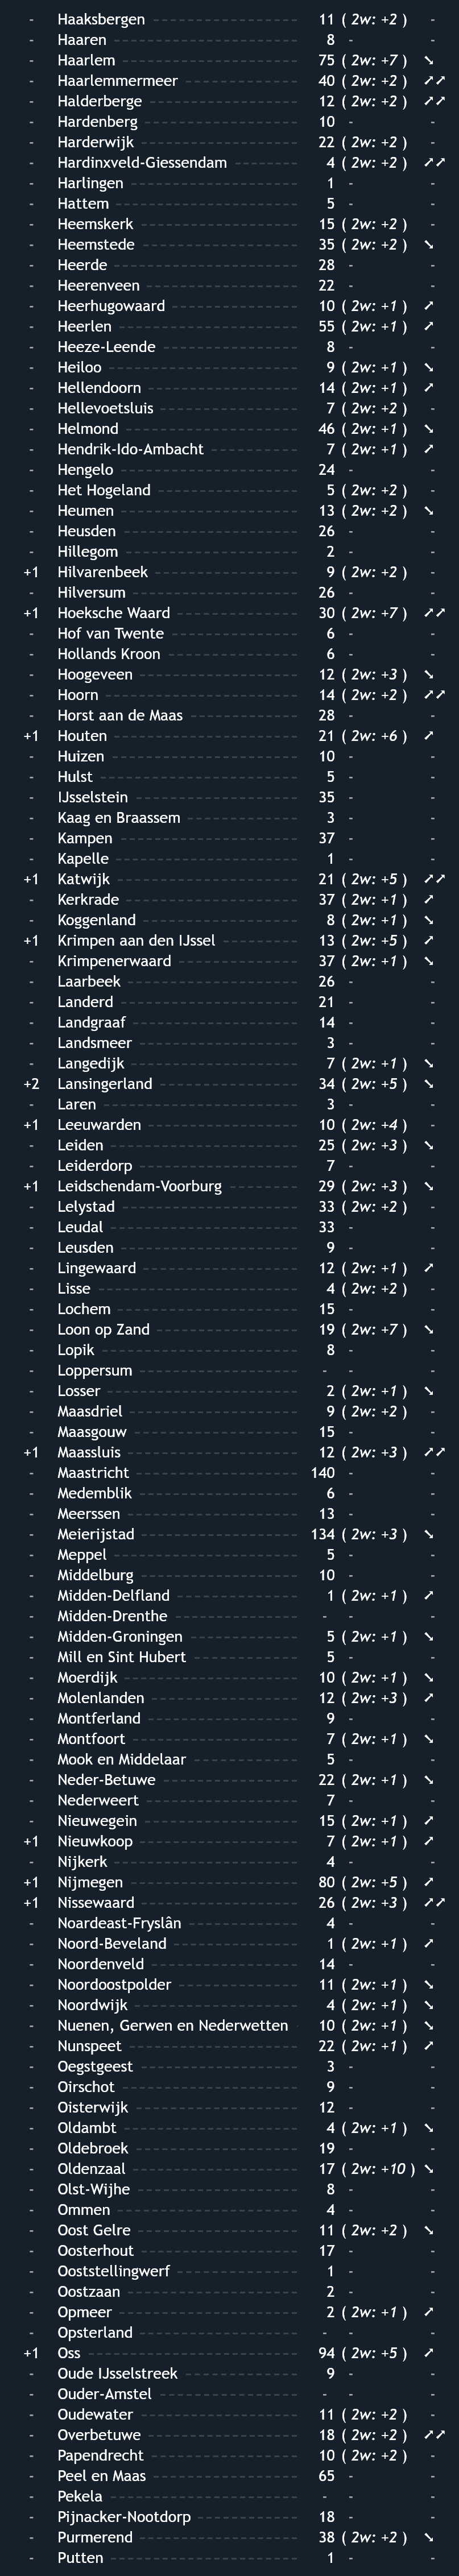 - Haaksbergen 11 ( 2w: +2 ) -
- Haaren 8 - -
- Haarlem 75 ( 2w: +7 ) ➘
- Haarlemmermeer 40 ( 2w: +2 ) ➚➚
- Halderberge 12 ( 2w: +2 ) ➚➚
- Hardenberg 10 - -
- Harderwijk 22 ( 2w: +2 ) -
- Hardinxveld-Giessendam 4 ( 2w: +2 ) ➚➚
- Harlingen 1 - -
- Hattem 5 - -
- Heemskerk 15 ( 2w: +2 ) -
- Heemstede 35 ( 2w: +2 ) ➘
- Heerde 28 - -
- Heerenveen 22 - -
- Heerhugowaard 10 ( 2w: +1 ) ➚
- Heerlen 55 ( 2w: +1 ) ➚
- Heeze-Leende 8 - -
- Heiloo 9 ( 2w: +1 ) ➘
- Hellendoorn 14 ( 2w: +1 ) ➚
- Hellevoetsluis 7 ( 2w: +2 ) -
- Helmond 46 ( 2w: +1 ) ➘
- Hendrik-Ido-Ambacht 7 ( 2w: +1 ) ➚
- Hengelo 24 - -
- Het Hogeland 5 ( 2w: +2 ) -
- Heumen 13 ( 2w: +2 ) ➘
- Heusden 26 - -
- Hillegom 2 - -
+1 Hilvarenbeek 9 ( 2w: +2 ) -
- Hilversum 26 - -
+1 Hoeksche Waard 30 ( 2w: +7 ) ➚➚
- Hof van Twente 6 - -
- Hollands Kroon 6 - -
- Hoogeveen 12 ( 2w: +3 ) ➘
- Hoorn 14 ( 2w: +2 ) ➚➚
- Horst aan de Maas 28 - -
+1 Houten 21 ( 2w: +6 ) ➚
- Huizen 10 - -
- Hulst 5 - -
- IJsselstein 35 - -
- Kaag en Braassem 3 - -
- Kampen 37 - -
- Kapelle 1 - -
+1 Katwijk 21 ( 2w: +5 ) ➚➚
- Kerkrade 37 ( 2w: +1 ) ➚
- Koggenland 8 ( 2w: +1 ) ➘
+1 Krimpen aan den IJssel 13 ( 2w: +5 ) ➚
- Krimpenerwaard 37 ( 2w: +1 ) ➘
- Laarbeek 26 - -
- Landerd 21 - -
- Landgraaf 14 - -
- Landsmeer 3 - -
- Langedijk 7 ( 2w: +1 ) ➘
+2 Lansingerland 34 ( 2w: +5 ) ➘
- Laren 3 - -
+1 Leeuwarden 10 ( 2w: +4 ) -
- Leiden 25 ( 2w: +3 ) ➘
- Leiderdorp 7 - -
+1 Leidschendam-Voorburg 29 ( 2w: +3 ) ➘
- Lelystad 33 ( 2w: +2 ) -
- Leudal 33 - -
- Leusden 9 - -
- Lingewaard 12 ( 2w: +1 ) ➚
- Lisse 4 ( 2w: +2 ) -
- Lochem 15 - -
- Loon op Zand 19 ( 2w: +7 ) ➘
- Lopik 8 - -
- Loppersum - - -
- Losser 2 ( 2w: +1 ) ➘
- Maasdriel 9 ( 2w: +2 ) -
- Maasgouw 15 - -
+1 Maassluis 12 ( 2w: +3 ) ➚➚
- Maastricht 140 - -
- Medemblik 6 - -
- Meerssen 13 - -
- Meierijstad 134 ( 2w: +3 ) ➘
- Meppel 5 - -
- Middelburg 10 - -
- Midden-Delfland 1 ( 2w: +1 ) ➚
- Midden-Drenthe - - -
- Midden-Groningen 5 ( 2w: +1 ) ➘
- Mill en Sint Hubert 5 - -
- Moerdijk 10 ( 2w: +1 ) ➘
- Molenlanden 12 ( 2w: +3 ) ➚
- Montferland 9 - -
- Montfoort 7 ( 2w: +1 ) ➘
- Mook en Middelaar 5 - -
- Neder-Betuwe 22 ( 2w: +1 ) ➘
- Nederweert 7 - -
- Nieuwegein 15 ( 2w: +1 ) ➚
+1 Nieuwkoop 7 ( 2w: +1 ) ➚
- Nijkerk 4 - -
+1 Nijmegen 80 ( 2w: +5 ) ➚
+1 Nissewaard 26 ( 2w: +3 ) ➚➚
- Noardeast-Fryslân 4 - -
- Noord-Beveland 1 ( 2w: +1 ) ➚
- Noordenveld 14 - -
- Noordoostpolder 11 ( 2w: +1 ) ➘
- Noordwijk 4 ( 2w: +1 ) ➘
- Nuenen, Gerwen en Nederwetten 10 ( 2w: +1 ) ➘
- Nunspeet 22 ( 2w: +1 ) ➚
- Oegstgeest 3 - -
- Oirschot 9 - -
- Oisterwijk 12 - -
- Oldambt 4 ( 2w: +1 ) ➘
- Oldebroek 19 - -
- Oldenzaal 17 ( 2w: +10 ) ➘
- Olst-Wijhe 8 - -
- Ommen 4 - -
- Oost Gelre 11 ( 2w: +2 ) ➘
- Oosterhout 17 - -
- Ooststellingwerf 1 - -
- Oostzaan 2 - -
- Opmeer 2 ( 2w: +1 ) ➚
- Opsterland - - -
+1 Oss 94 ( 2w: +5 ) ➚
- Oude IJsselstreek 9 - -
- Ouder-Amstel - - -
- Oudewater 11 ( 2w: +2 ) -
- Overbetuwe 18 ( 2w: +2 ) ➚➚
- Papendrecht 10 ( 2w: +2 ) -
- Peel en Maas 65 - -
- Pekela - - -
- Pijnacker-Nootdorp 18 - -
- Purmerend 38 ( 2w: +2 ) ➘
- Putten 1 - -